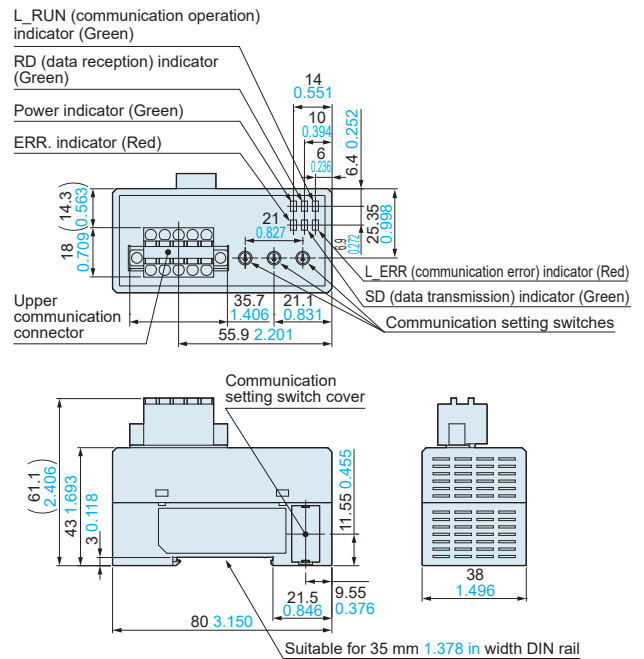 L_RUN (communication operation)
indicator (Green)
RD (data reception) indicator
(Green)
Power indicator (Green)
ERR. indicator (Red)
14
0.551
10
0.394
6
0.236
6.4 0.252
(14.3)
(0.563)
18
0.709
21
0.827
6.9
0.272
25.35
0.998
L_ERR (communication error) indicator (Red)
SD (data transmission) indicator (Green)
Communication setting switches
Upper
communication
connector
35.7
1.406
21.1
0.831
55.9 2.201
Communication
setting switch cover
(61.1)
(2.406)
43 1.693
3 0.118
11.55 0.455
21.5
0.846
9.55
0.376
80 3.150
38
1.496
Suitable for 35 mm 1.378 in width DIN rail